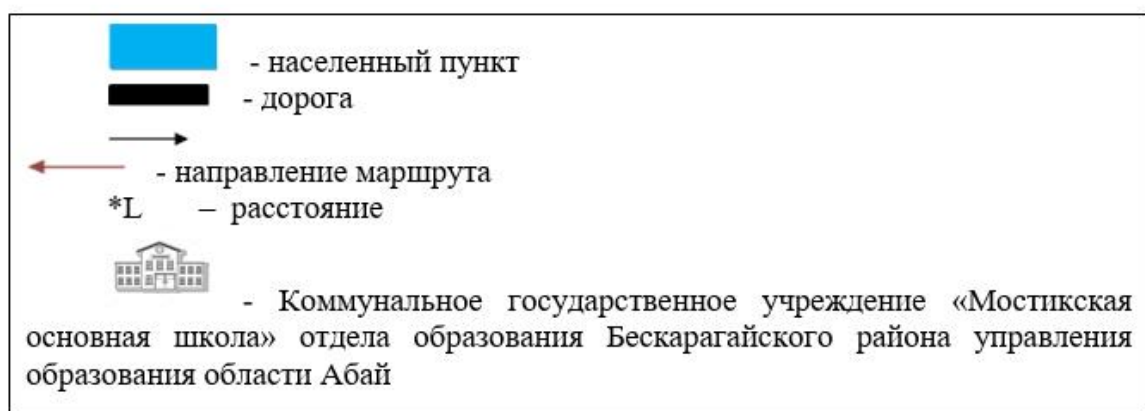 - населенный пункт
- дорога
- направление маршрута
*L – расстояние
- Коммунальное государственное учреждение «Мостикская
основная школа» отдела образования Бескарагайского района управления
образования области Абай